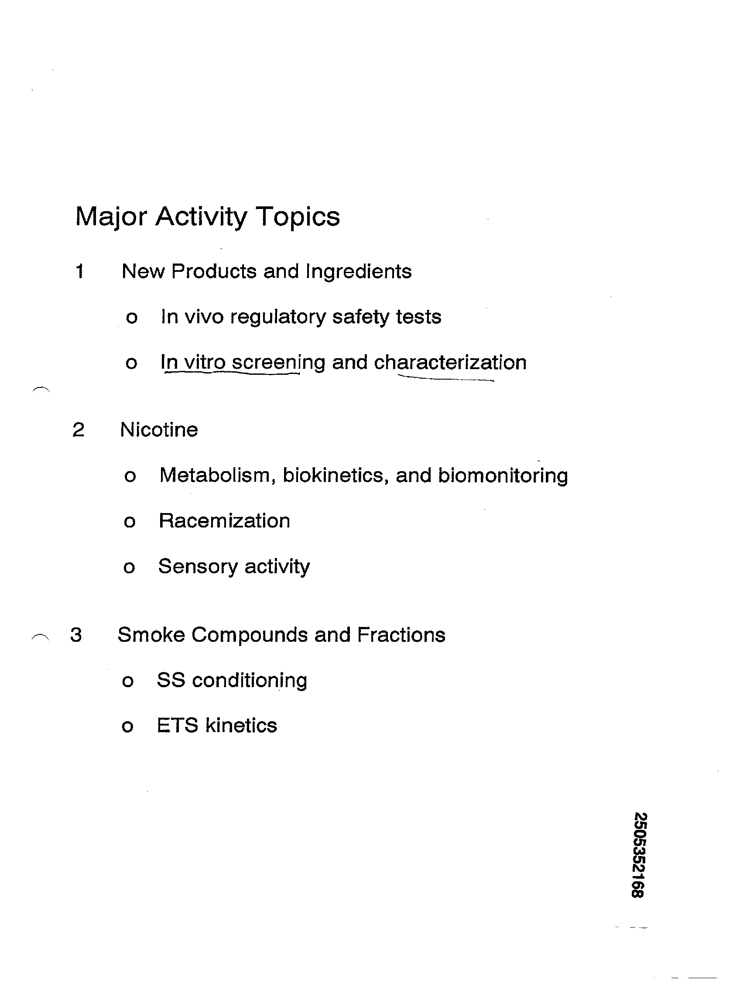 Major Activity Topics
1 New Products and Ingredients
o In vivo regulatory safety tests
o In vitro screening and characterization
2 Nicotine
o Metabolism, biokinetics, and biomonitoring
o Racemization
o Sensory activity
3 Smoke Compounds and Fractions
o SS conditioning
o ETS kinetics
2505352168